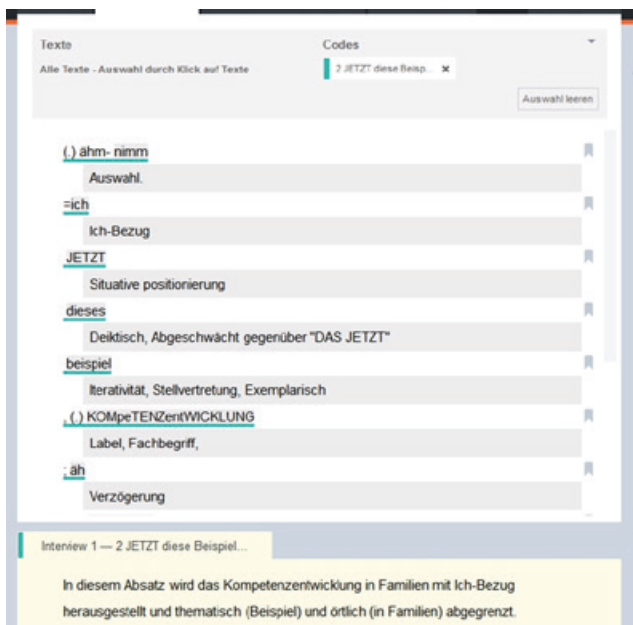 Texte
Codes
Alle Texte - Auswahl durch Klick auf Texte
2 JETZT diese Beisp... ×
Auswahl leeren
(.) ähm- nimm
Auswahl.
=ich
Ich-Bezug
JETZT
Situative positionierung
dieses
Deiktisch, Abgeschwächt gegenüber "DAS JETZT"
beispiel
Iterativität, Stellvertretung, Exemplarisch
, (.) KOMpeTENZentWICKLUNG
Label, Fachbegriff,
; äh
Verzögerung
Interview 1 — 2 JETZT diese Beispiel...
In diesem Absatz wird das Kompetenzentwicklung in Familien mit Ich-Bezug
herausgestellt und thematisch (Beispiel) und örtlich (in Familien) abgegrenzt.